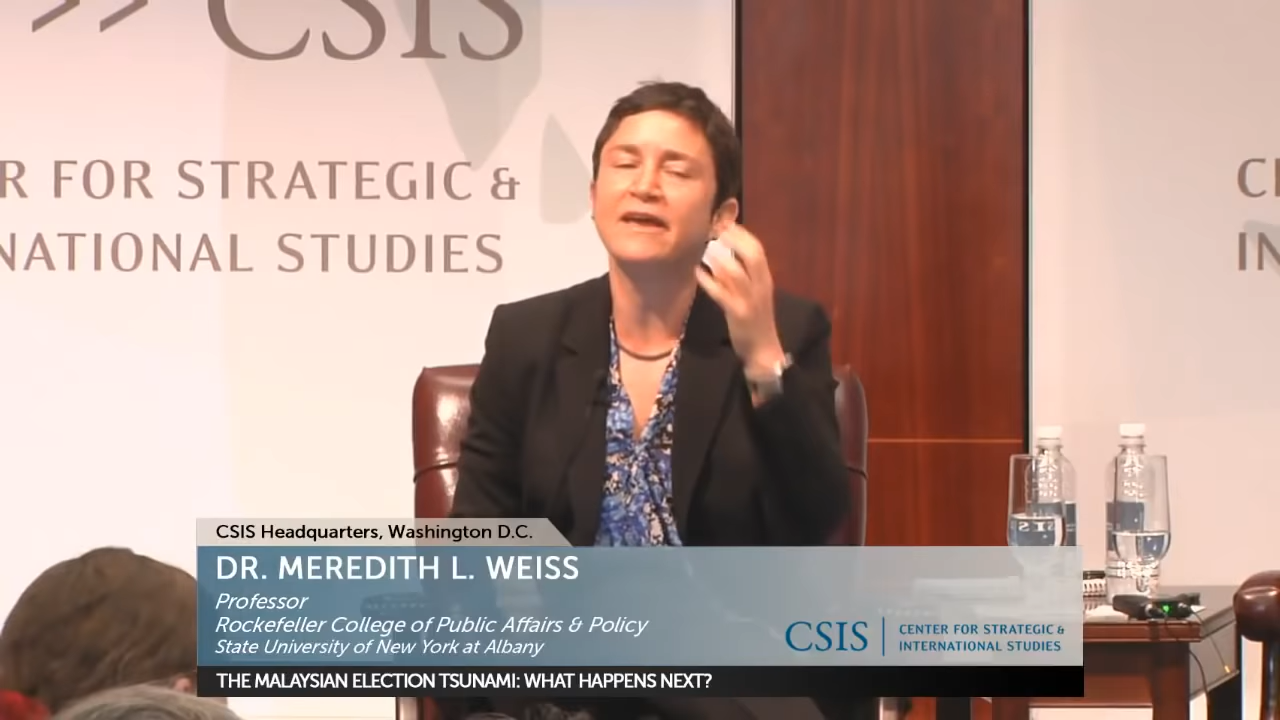 >> CSIS
R FOR STRATEGIC &
NATIONAL STUDIES
CSIS Headquarters, Washington D.C.
DR. MEREDITH L. WEISS
Professor
Rockefeller College of Public Affairs & Policy
State University of New York at Albany
CSIS | CENTER FOR STRATEGIC &
INTERNATIONAL STUDIES
THE MALAYSIAN ELECTION TSUNAMI: WHAT HAPPENS NEXT?